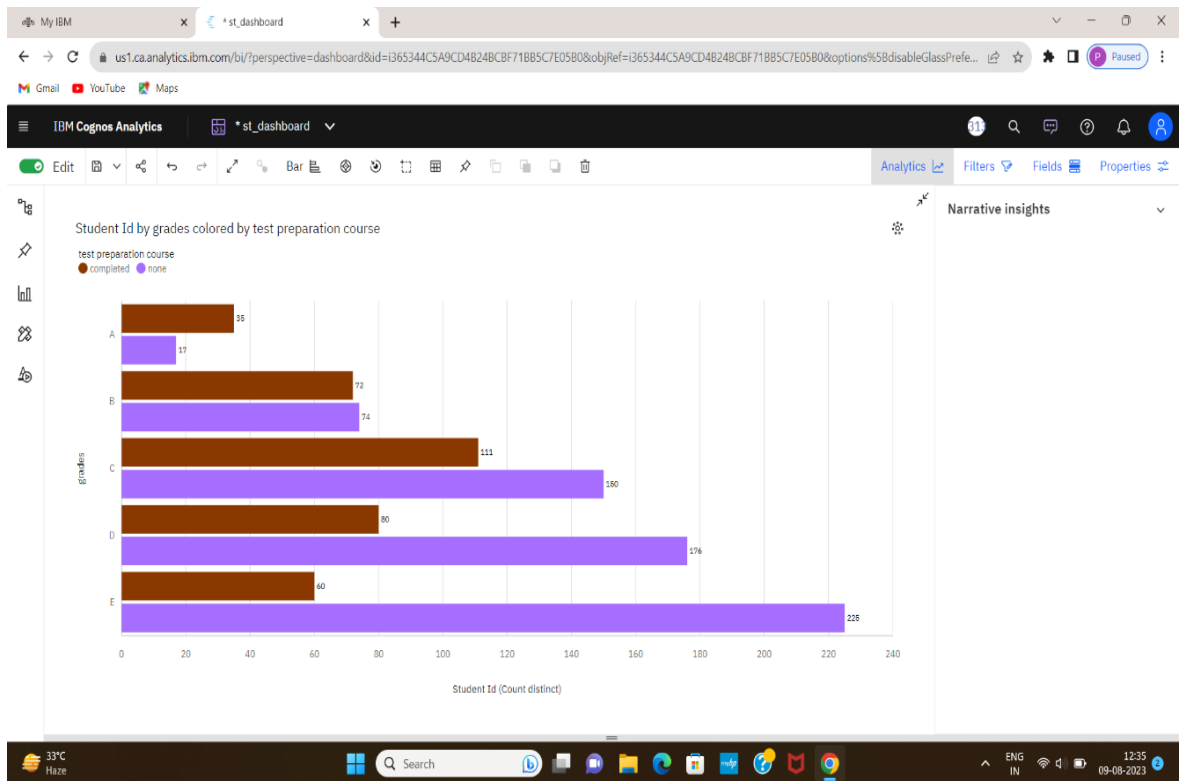 My IBM
* st_dashboard
us1.ca.analytics.ibm.com/bi/?perspective=dashboard&id=i365344C5A9CD4B24BCBF71BB5C7E05B0&objRef=i365344C5A9CD4B24BCBF71BB5C7E05B0&options%5BdisableGlassPrefe...
P Paused
Gmail YouTube Maps
IBM Cognos Analytics * st_dashboard
Edit Bar Analytics Filters Fields Properties
Narrative insights
Student Id by grades colored by test preparation course
test preparation course
completed none
35
A
17
72
B
74
111
C
150
80
D
176
60
E
225
grades
0 20 40 60 80 100 120 140 160 180 200 220 240
Student Id (Count distinct)
33°C
Haze
Search
ENG
IN
12:35
09-08-2023
2